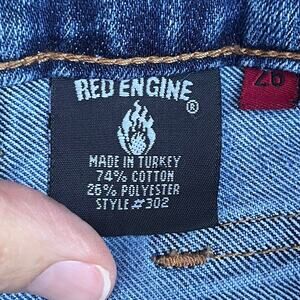 RED ENGINE
®
MADE IN TURKEY
74% COTTON
26% POLYESTER
STYLE #302
26